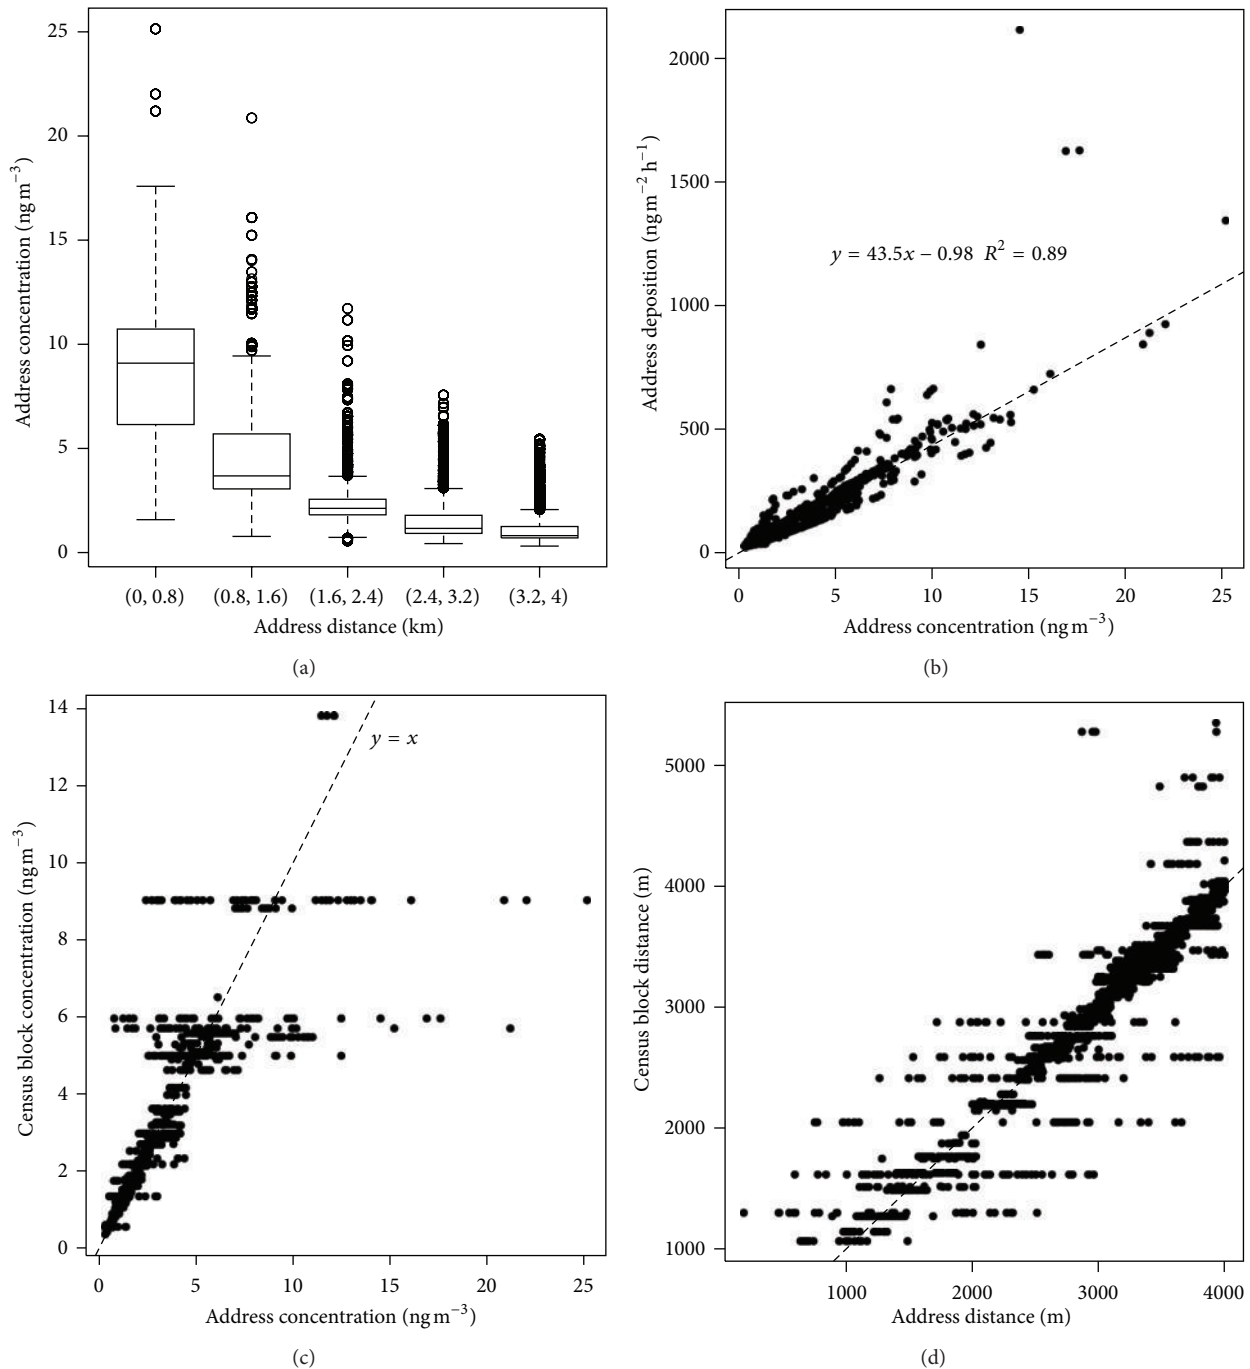 25
20
15
10
5
0
Address concentration (ng m⁻³)
(0, 0.8) (0.8, 1.6) (1.6, 2.4) (2.4, 3.2) (3.2, 4)
Address distance (km)
(a)
2000
1500
1000
500
0
Address deposition (ng m⁻² h⁻¹)
y = 43.5x − 0.98 R² = 0.89
0 5 10 15 20 25
Address concentration (ng m⁻³)
(b)
14
12
10
8
6
4
2
0
Census block concentration (ng m⁻³)
y = x
0 5 10 15 20 25
Address concentration (ng m⁻³)
(c)
5000
4000
3000
2000
1000
Census block distance (m)
1000 2000 3000 4000
Address distance (m)
(d)